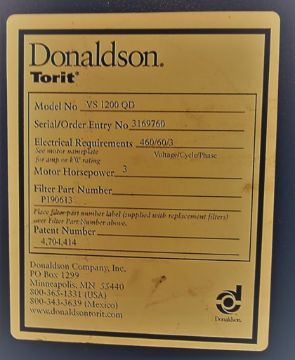 Donaldson.
Torit®
Model No VS 1200 QD
Serial/Order Entry No 3169760
Electrical Requirements 460/60/3
See motor nameplate Voltage/Cycle/Phase
for amp or kW rating
Motor Horsepower 3
Filter Part Number
P190613
Place filter part number label (supplied with replacement filters)
over Filter Part Number above.
Patent Number
4,704,414
Donaldson Company, Inc.
PO Box 1299
Minneapolis, MN 55440
800-365-1331 (USA)
800-343-3639 (Mexico)
www.donaldsontorit.com
Donaldson.